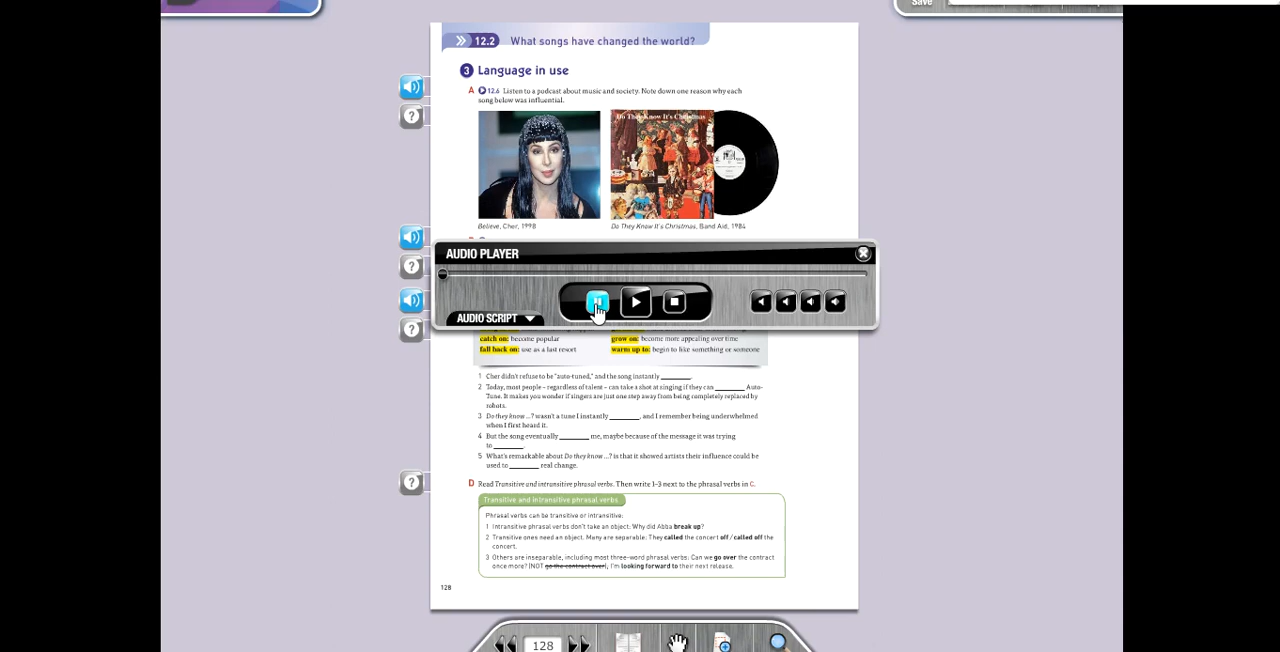 Save
12.2 What songs have changed the world?
3 Language in use
A 12.6 Listen to a podcast about music and society. Note down one reason why each
song below was influential.
Do They Know It's Christmas
Believe, Cher, 1998
Do They Know It's Christmas, Band Aid, 1984
AUDIO PLAYER
AUDIO SCRIPT
catch on: become popular
grow on: become more appealing over time
fall back on: use as a last resort
warm up to: begin to like something or someone
1 Cher didn't refuse to be "auto-tuned," and the song instantly ________.
2 Today, most people – regardless of talent – can take a shot at singing if they can ________ Auto-
Tune. It makes you wonder if singers are just one step away from being completely replaced by
robots.
3 Do they know ...? wasn't a tune I instantly ________, and I remember being underwhelmed
when I first heard it.
4 But the song eventually ________ me, maybe because of the message it was trying
to ________.
5 What's remarkable about Do they know ...? is that it showed artists their influence could be
used to ________ real change.
D Read Transitive and intransitive phrasal verbs. Then write 1–3 next to the phrasal verbs in C.
Transitive and intransitive phrasal verbs
Phrasal verbs can be transitive or intransitive:
1 Intransitive phrasal verbs don't take an object: Why did Abba break up?
2 Transitive ones need an object. Many are separable: They called the concert off / called off the
concert.
3 Others are inseparable, including most three-word phrasal verbs: Can we go over the contract
once more? (NOT go the contract over), I'm looking forward to their next release.
128
128